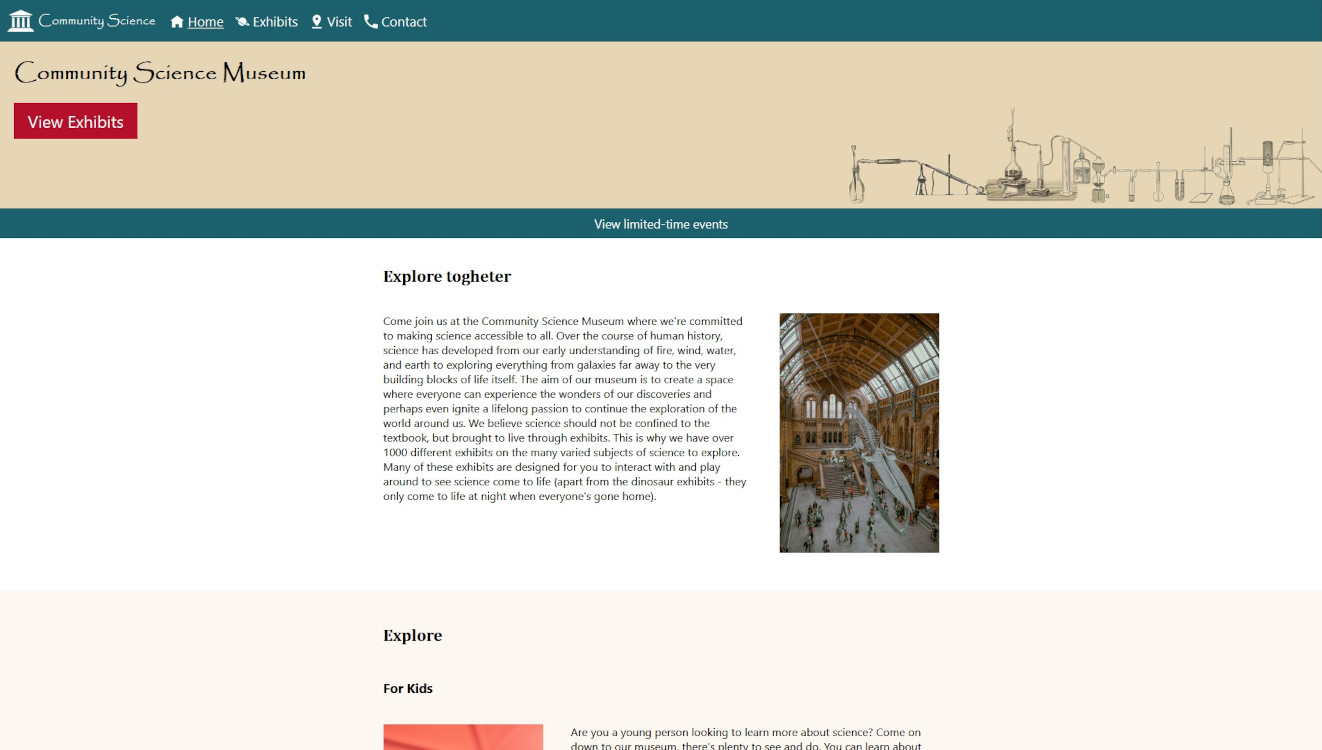 Community Science Home Exhibits Visit Contact
Community Science Museum
View Exhibits
View limited-time events
Explore togheter
Come join us at the Community Science Museum where we're committed
to making science accessible to all. Over the course of human history,
science has developed from our early understanding of fire, wind, water,
and earth to exploring everything from galaxies far away to the very
building blocks of life itself. The aim of our museum is to create a space
where everyone can experience the wonders of our discoveries and
perhaps even ignite a lifelong passion to continue the exploration of the
world around us. We believe science should not be confined to the
textbook, but brought to live through exhibits. This is why we have over
1000 different exhibits on the many varied subjects of science to explore.
Many of these exhibits are designed for you to interact with and play
around to see science come to life (apart from the dinosaur exhibits - they
only come to life at night when everyone's gone home).
Explore
For Kids
Are you a young person looking to learn more about science? Come on
down to our museum, there's plenty to see and do. You can learn about